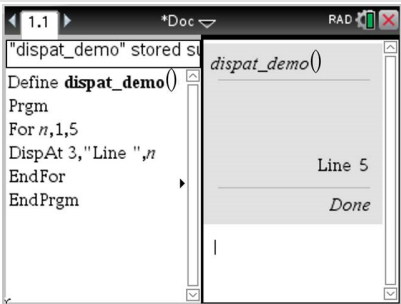 1.1 *Doc RAD
"dispat_demo" stored su
Define dispat_demo()
Prgm
For n,1,5
DispAt 3,"Line ",n
EndFor
EndPrgm
dispat_demo()
Line 5
Done